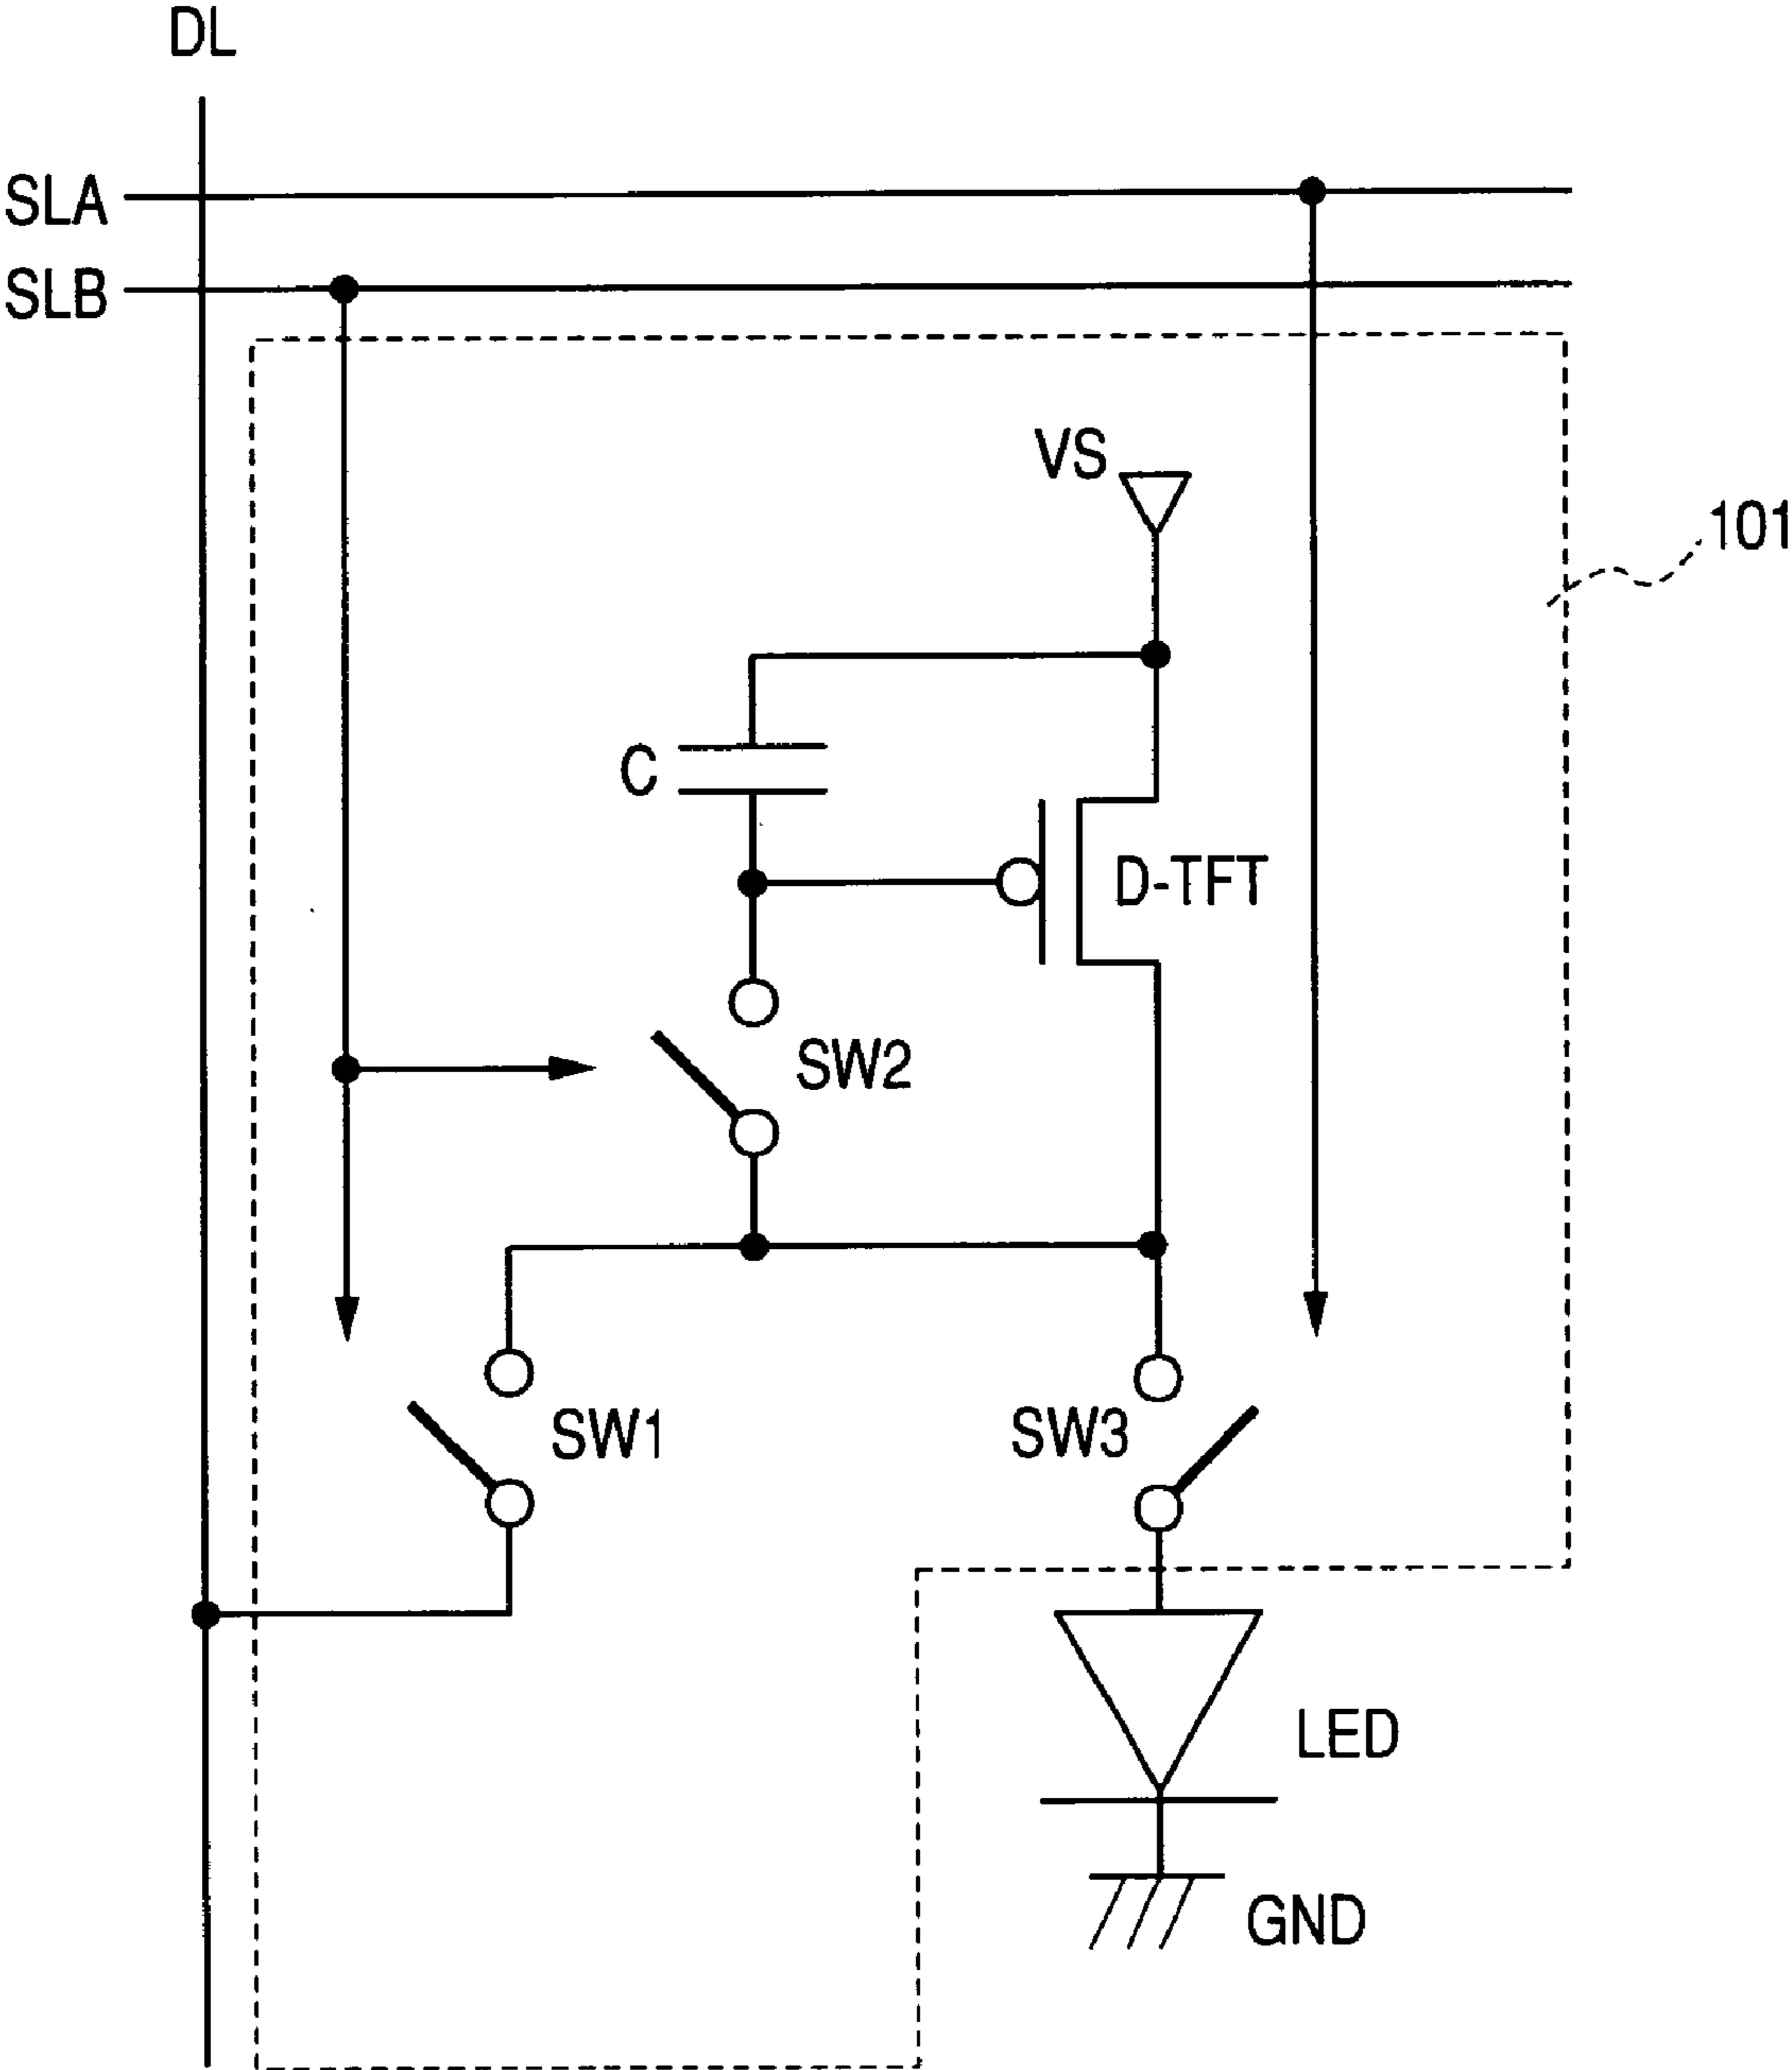 DL
SLA
SLB
VS
101
C
D-TFT
SW2
SW1
SW3
LED
GND